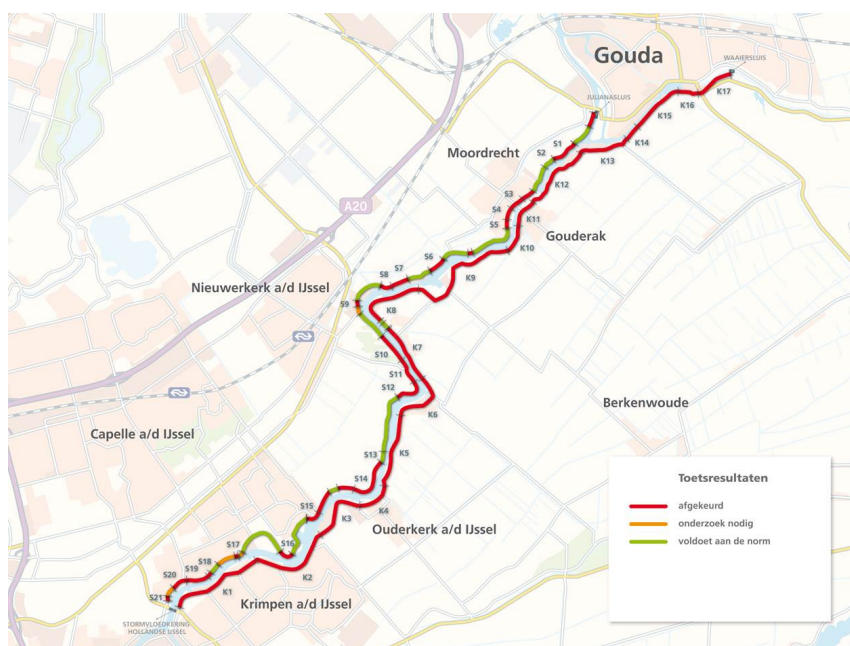 Gouda
WAAIERSLUIS
JULIANASLUIS
K17
K16
K15
K14
K13
S1
S2
Moordrecht
K12
S3
S4
S5
K11
K10
Gouderak
A20
S6
S7
K9
S8
Nieuwerkerk a/d IJssel
S9
K8
K7
S10
S11
S12
K6
Berkenwoude
Capelle a/d IJssel
K5
S13
S14
K4
S15
K3
Ouderkerk a/d IJssel
S16
S17
K2
S18
S19
S20
K1
S21
Krimpen a/d IJssel
STORMVLOEDKERING
HOLLANDSE IJSSEL
Toetsresultaten
afgekeurd
onderzoek nodig
voldoet aan de norm